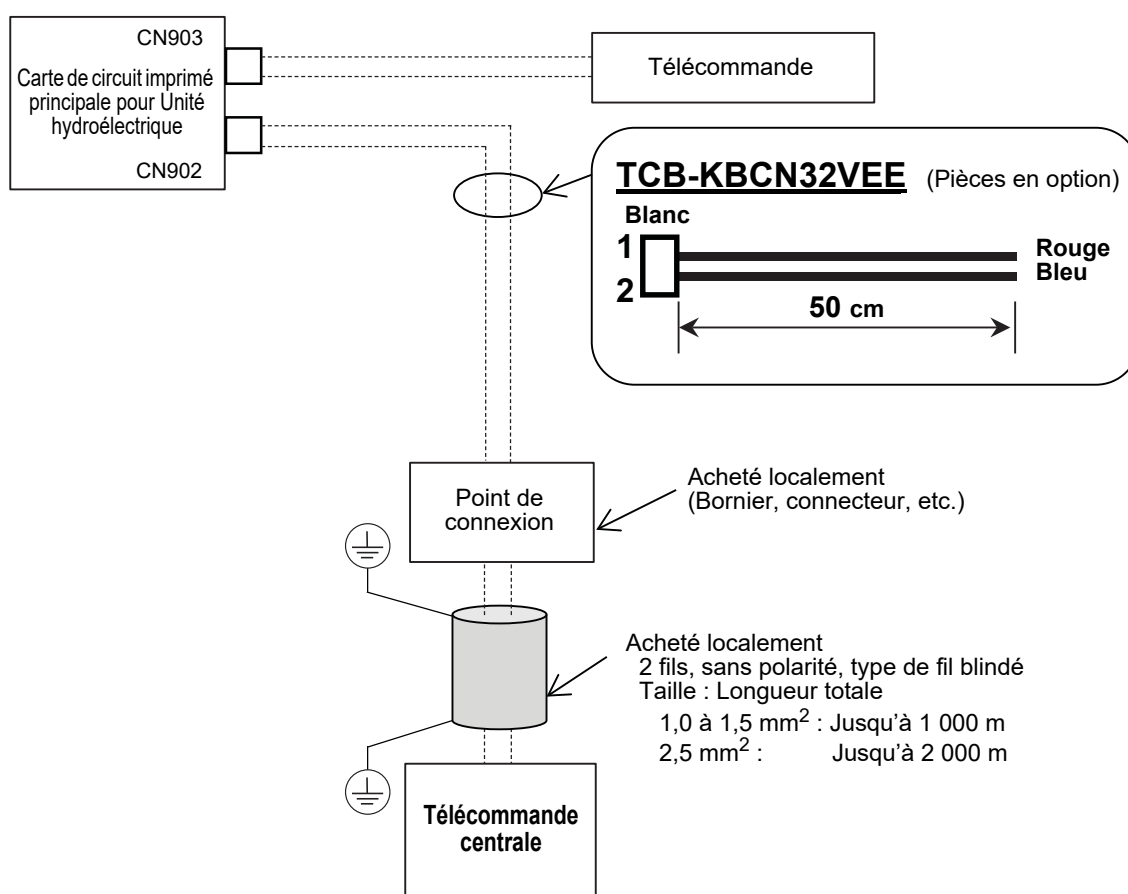 CN903
Carte de circuit imprimé
principale pour Unité
hydroélectrique
CN902
Télécommande
TCB-KBCN32VEE (Pièces en option)
Blanc
1
2
Rouge
Bleu
50 cm
Point de
connexion
Acheté localement
(Bornier, connecteur, etc.)
Acheté localement
2 fils, sans polarité, type de fil blindé
Taille : Longueur totale
1,0 à 1,5 mm² : Jusqu’à 1 000 m
2,5 mm² : Jusqu’à 2 000 m
Télécommande
centrale